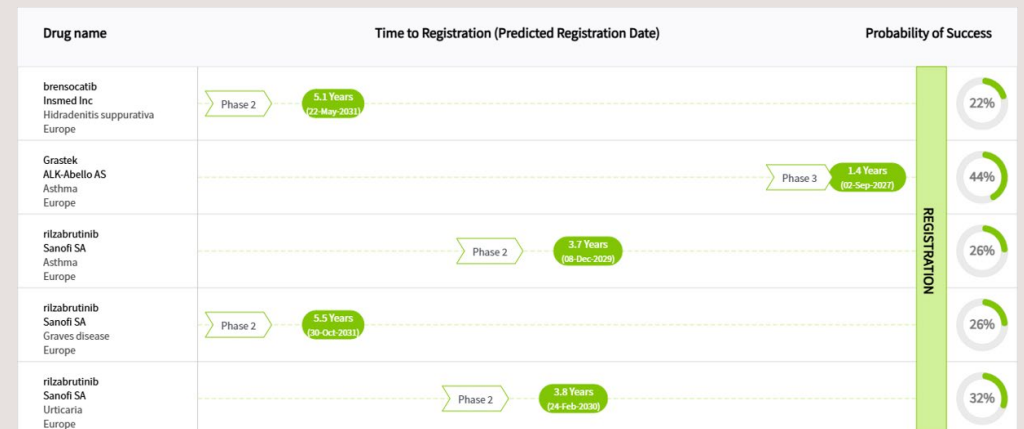 Drug name
Time to Registration (Predicted Registration Date)
Probability of Success
brensocatib
Insmed Inc
Hidradenitis suppurativa
Europe
Phase 2
5.1 Years
(22-May-2031)
22%
Grastek
ALK-Abello AS
Asthma
Europe
Phase 3
1.4 Years
(02-Sep-2027)
44%
rilzabrutinib
Sanofi SA
Asthma
Europe
Phase 2
3.7 Years
(08-Dec-2029)
26%
REGISTRATION
rilzabrutinib
Sanofi SA
Graves disease
Europe
Phase 2
5.5 Years
(30-Oct-2031)
26%
rilzabrutinib
Sanofi SA
Urticaria
Europe
Phase 2
3.8 Years
(24-Feb-2030)
32%